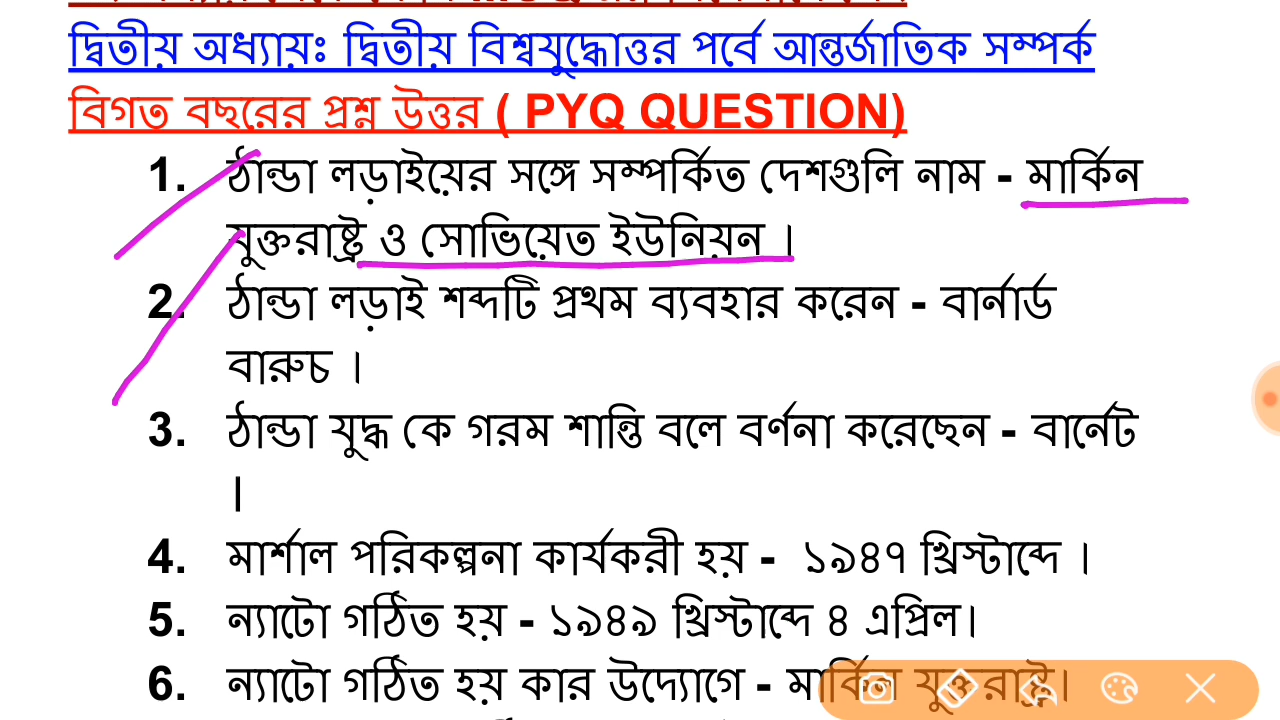 দ্বিতীয় অধ্যায়ঃ দ্বিতীয় বিশ্বযুদ্ধোত্তর পর্বে আন্তর্জাতিক সম্পর্ক
বিগত বছরের প্রশ্ন উত্তর ( PYQ QUESTION)
1. ঠান্ডা লড়াইয়ের সঙ্গে সম্পর্কিত দেশগুলি নাম - মার্কিন
যুক্তরাষ্ট্র ও সোভিয়েত ইউনিয়ন ।
2. ঠান্ডা লড়াই শব্দটি প্রথম ব্যবহার করেন - বার্নার্ড
বারুচ ।
3. ঠান্ডা যুদ্ধ কে গরম শান্তি বলে বর্ণনা করেছেন - বার্নেট
।
4. মার্শাল পরিকল্পনা কার্যকরী হয় - ১৯৪৭ খ্রিস্টাব্দে ।
5. ন্যাটো গঠিত হয় - ১৯৪৯ খ্রিস্টাব্দে ৪ এপ্রিল।
6. ন্যাটো গঠিত হয় কার উদ্যোগে - মার্কিন যুক্তরাষ্ট্র।